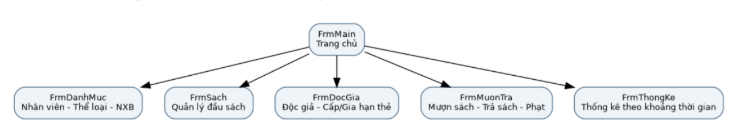 FrmMain
Trang chủ
FrmDanhMuc
Nhân viên - Thể loại - NXB
FrmSach
Quản lý đầu sách
FrmDocGia
Độc giả - Cấp/Gia hạn thẻ
FrmMuonTra
Mượn sách - Trả sách - Phạt
FrmThongKe
Thống kê theo khoảng thời gian